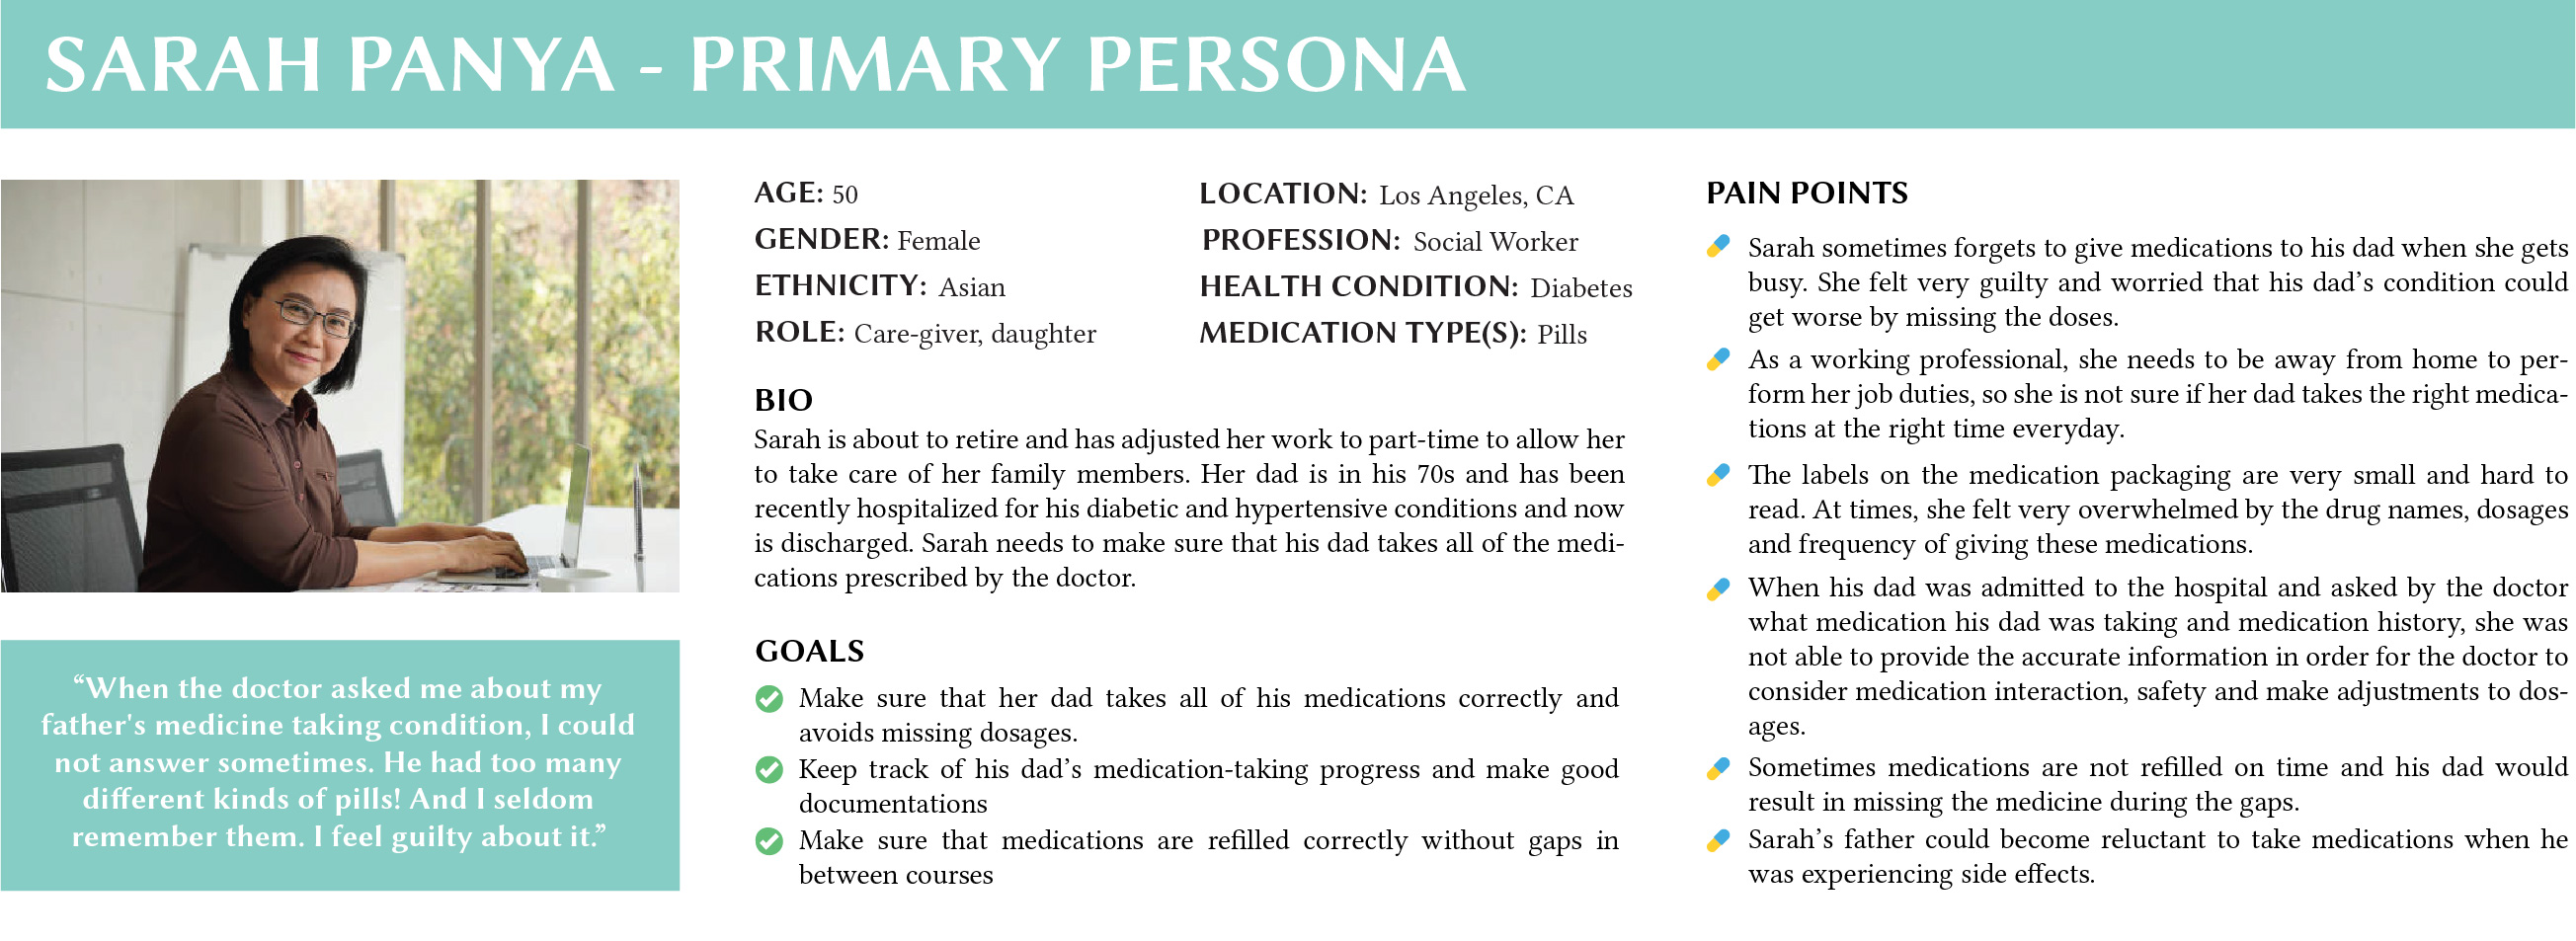 SARAH PANYA - PRIMARY PERSONA
AGE: 50
GENDER: Female
ETHNICITY: Asian
ROLE: Care-giver, daughter
LOCATION: Los Angeles, CA
PROFESSION: Social Worker
HEALTH CONDITION: Diabetes
MEDICATION TYPE(S): Pills
BIO
Sarah is about to retire and has adjusted her work to part-time to allow her
to take care of her family members. Her dad is in his 70s and has been
recently hospitalized for his diabetic and hypertensive conditions and now
is discharged. Sarah needs to make sure that his dad takes all of the medi-
cations prescribed by the doctor.
GOALS
Make sure that her dad takes all of his medications correctly and
avoids missing dosages.
Keep track of his dad’s medication-taking progress and make good
documentations
Make sure that medications are refilled correctly without gaps in
between courses
“When the doctor asked me about my
father's medicine taking condition, I could
not answer sometimes. He had too many
different kinds of pills! And I seldom
remember them. I feel guilty about it.”
PAIN POINTS
Sarah sometimes forgets to give medications to his dad when she gets
busy. She felt very guilty and worried that his dad’s condition could
get worse by missing the doses.
As a working professional, she needs to be away from home to per-
form her job duties, so she is not sure if her dad takes the right medica-
tions at the right time everyday.
The labels on the medication packaging are very small and hard to
read. At times, she felt very overwhelmed by the drug names, dosages
and frequency of giving these medications.
When his dad was admitted to the hospital and asked by the doctor
what medication his dad was taking and medication history, she was
not able to provide the accurate information in order for the doctor to
consider medication interaction, safety and make adjustments to dos-
ages.
Sometimes medications are not refilled on time and his dad would
result in missing the medicine during the gaps.
Sarah’s father could become reluctant to take medications when he
was experiencing side effects.